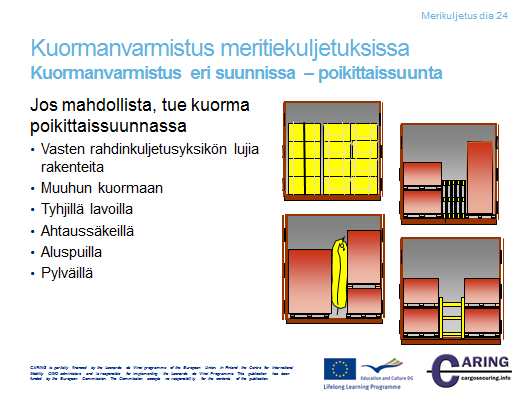 Merikuljetus dia 24
Kuormanvarmistus meritiekuljetuksissa
Kuormanvarmistus eri suunnissa – poikittaissuunta
Jos mahdollista, tue kuorma
poikittaissuunnassa
• Vasten rahdinkuljetusyksikön lujia
rakenteita
• Muuhun kuormaan
• Tyhjillä lavoilla
• Ahtaussäkeillä
• Aluspuilla
• Pylväillä
CARING is partially financed by the Leonardo da Vinci programme of the European Union. In Finland the Centre for International
Mobility CIMO administrers and is responsible for implementing the Leonardo da Vinci Programme. This publication has been
funded by the European Commission. The Commission accepts no responsibility for the contents of the publication.
Education and Culture DG
Lifelong Learning Programme
CARING
cargosecuring.info